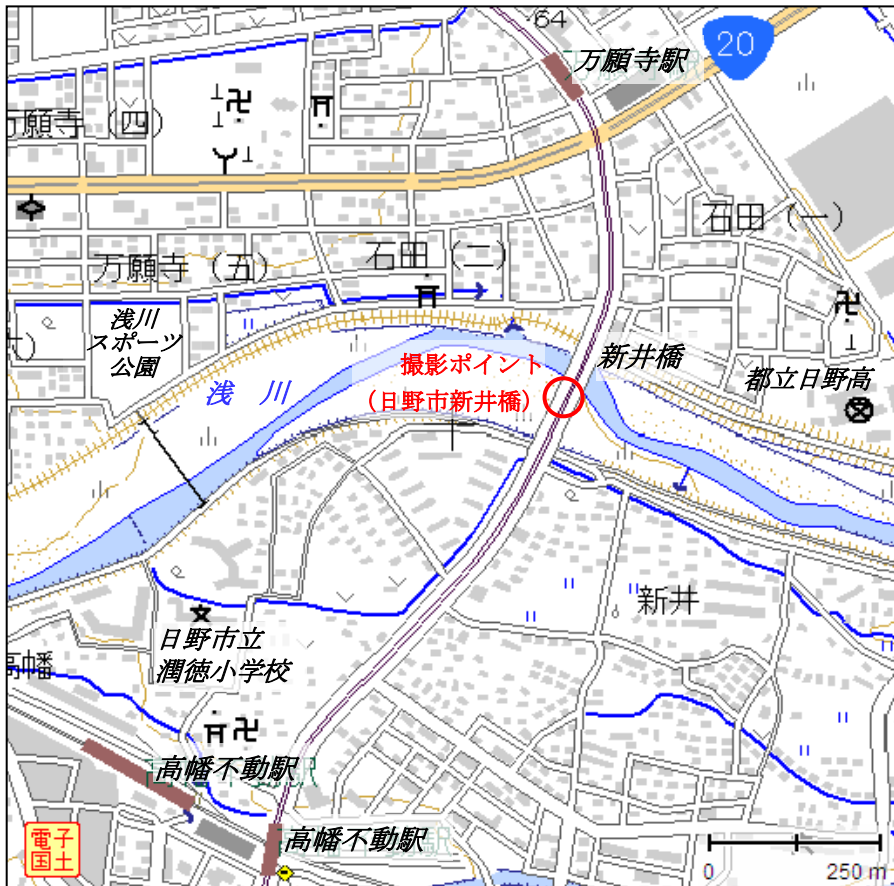 64
万願寺駅
20
万願寺(四)
石田(一)
石田(二)
万願寺(五)
浅川
スポーツ
公園
新井橋
撮影ポイント
(日野市新井橋)
浅 川
都立日野高
新井
日野市立
潤徳小学校
高幡
高幡不動駅
高幡不動駅
電子
国土
0
250 m